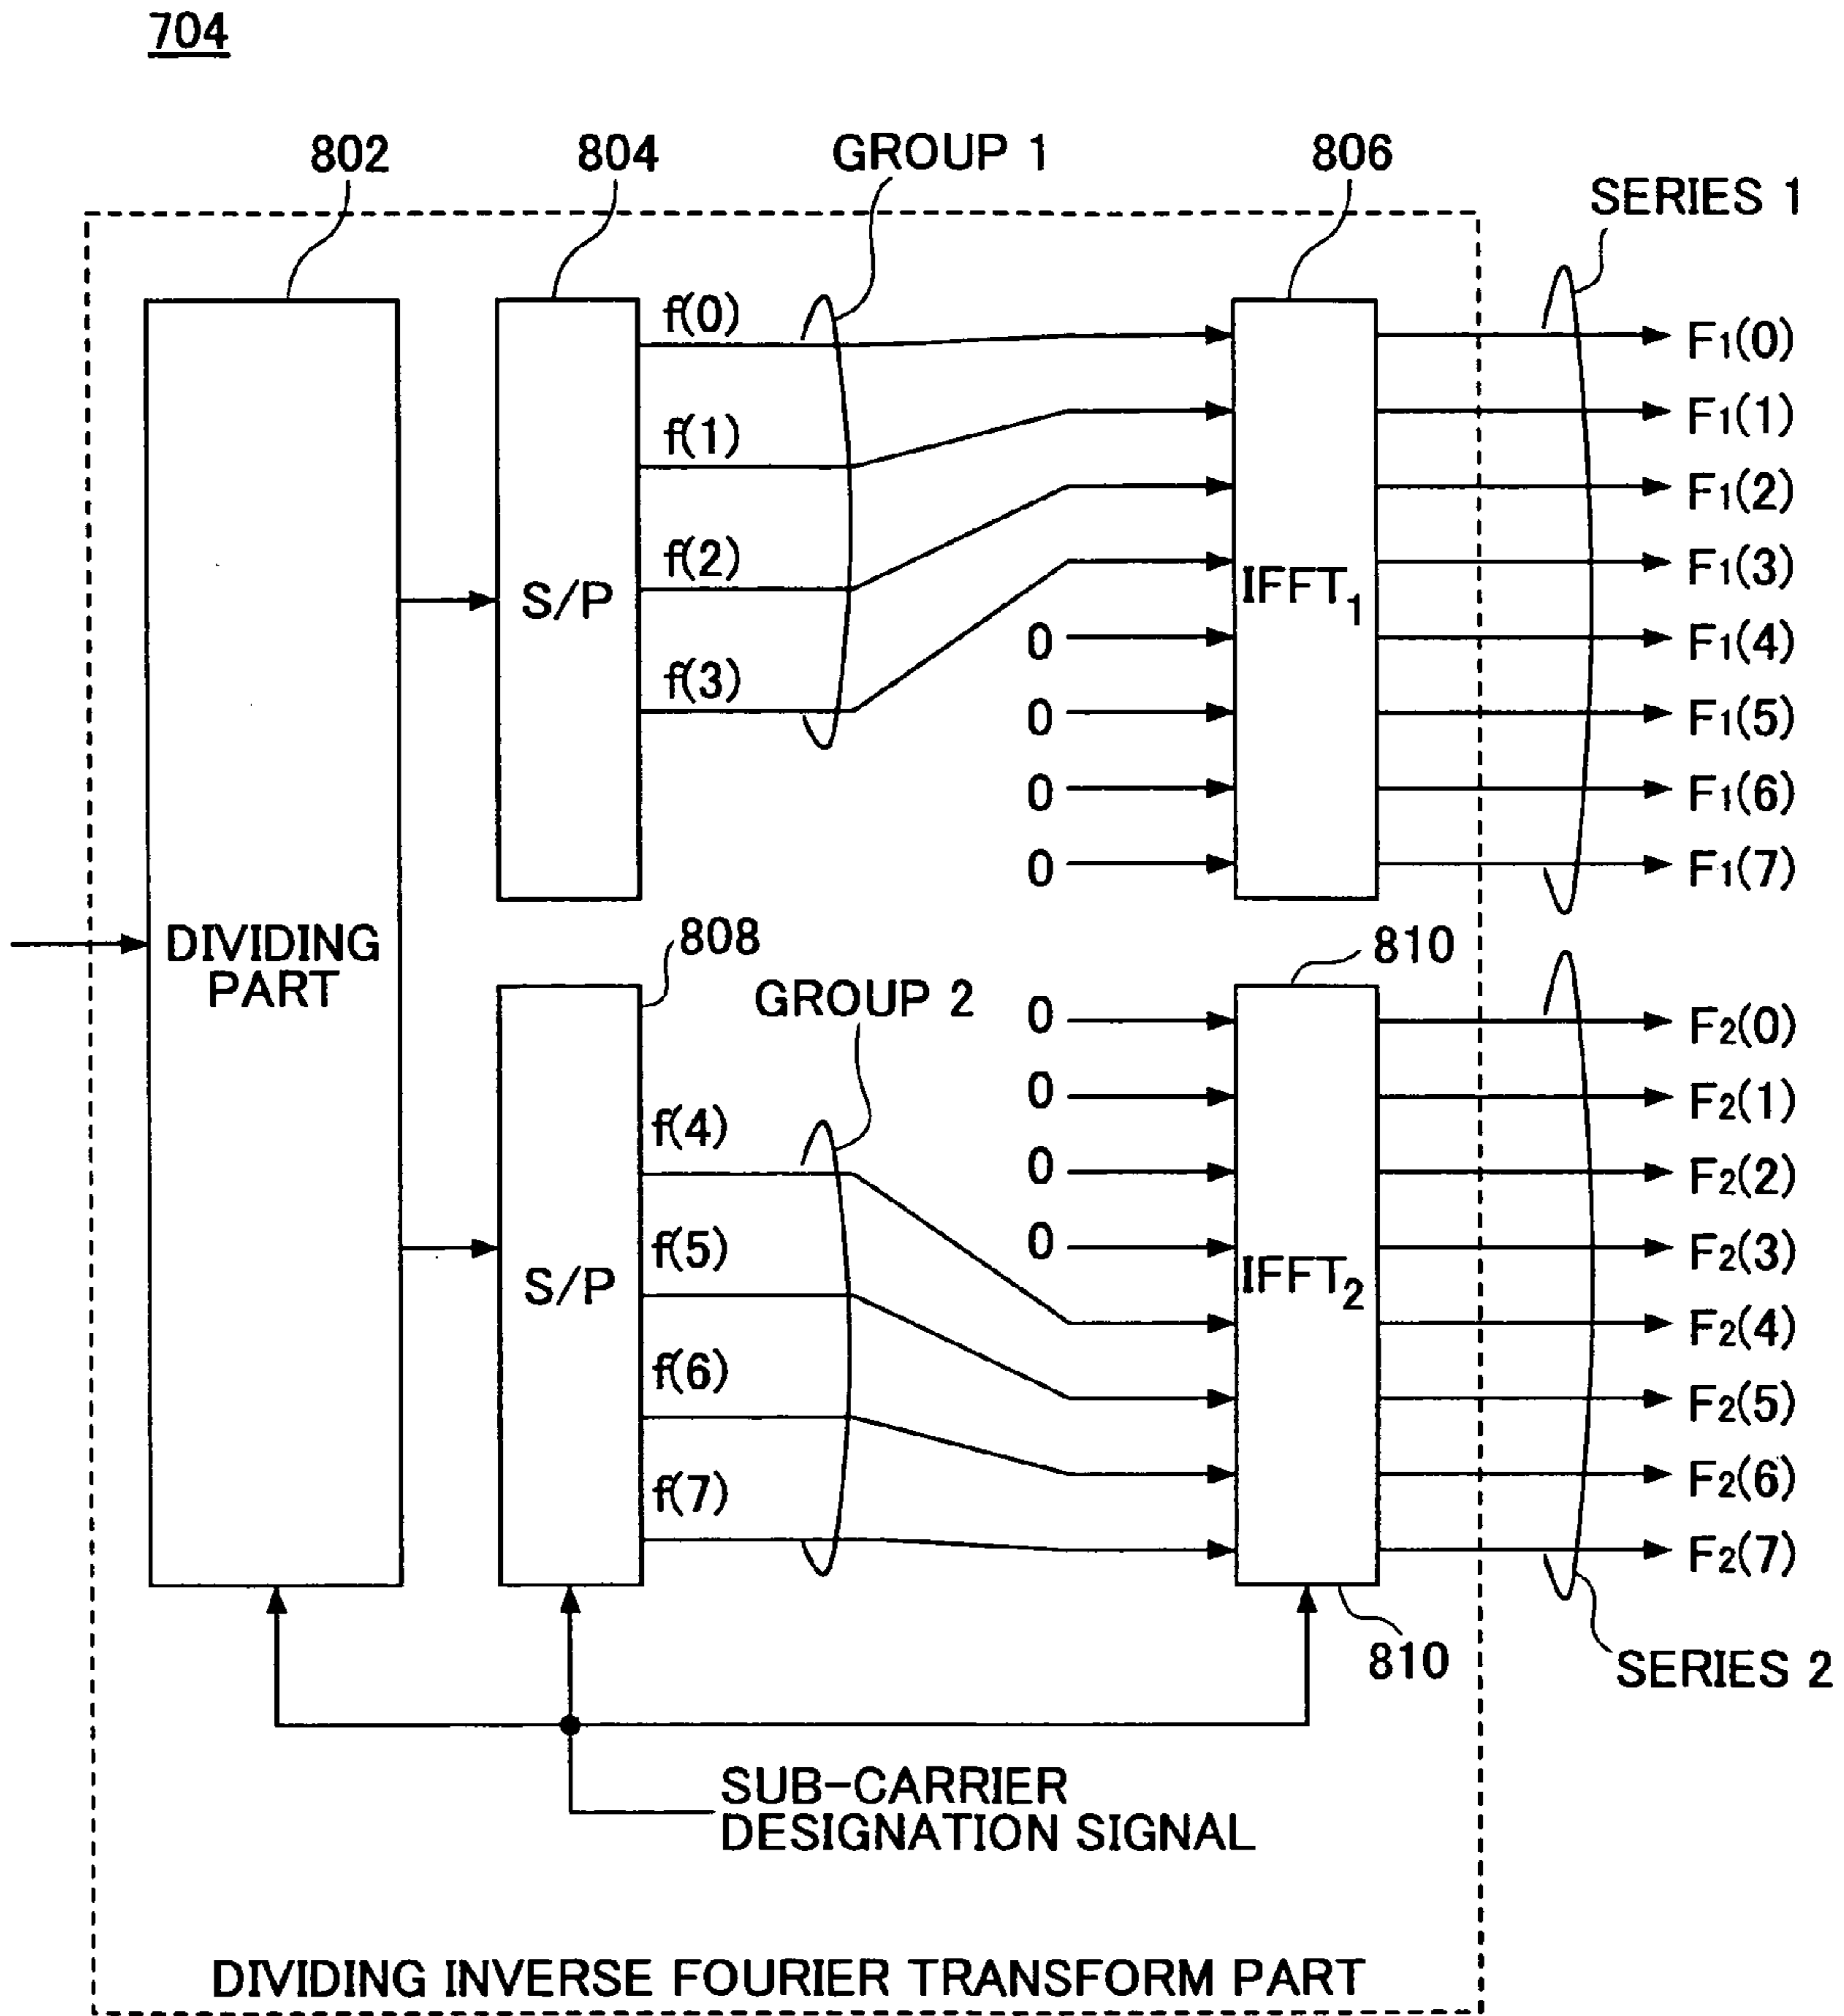 704
802
804
GROUP 1
806
SERIES 1
f(0)
f(1)
f(2)
f(3)
S/P
0
0
0
0
IFFT1
F1(0)
F1(1)
F1(2)
F1(3)
F1(4)
F1(5)
F1(6)
F1(7)
DIVIDING
PART
808
GROUP 2
810
f(4)
f(5)
f(6)
f(7)
S/P
0
0
0
0
IFFT2
F2(0)
F2(1)
F2(2)
F2(3)
F2(4)
F2(5)
F2(6)
F2(7)
810
SERIES 2
SUB-CARRIER
DESIGNATION SIGNAL
DIVIDING INVERSE FOURIER TRANSFORM PART